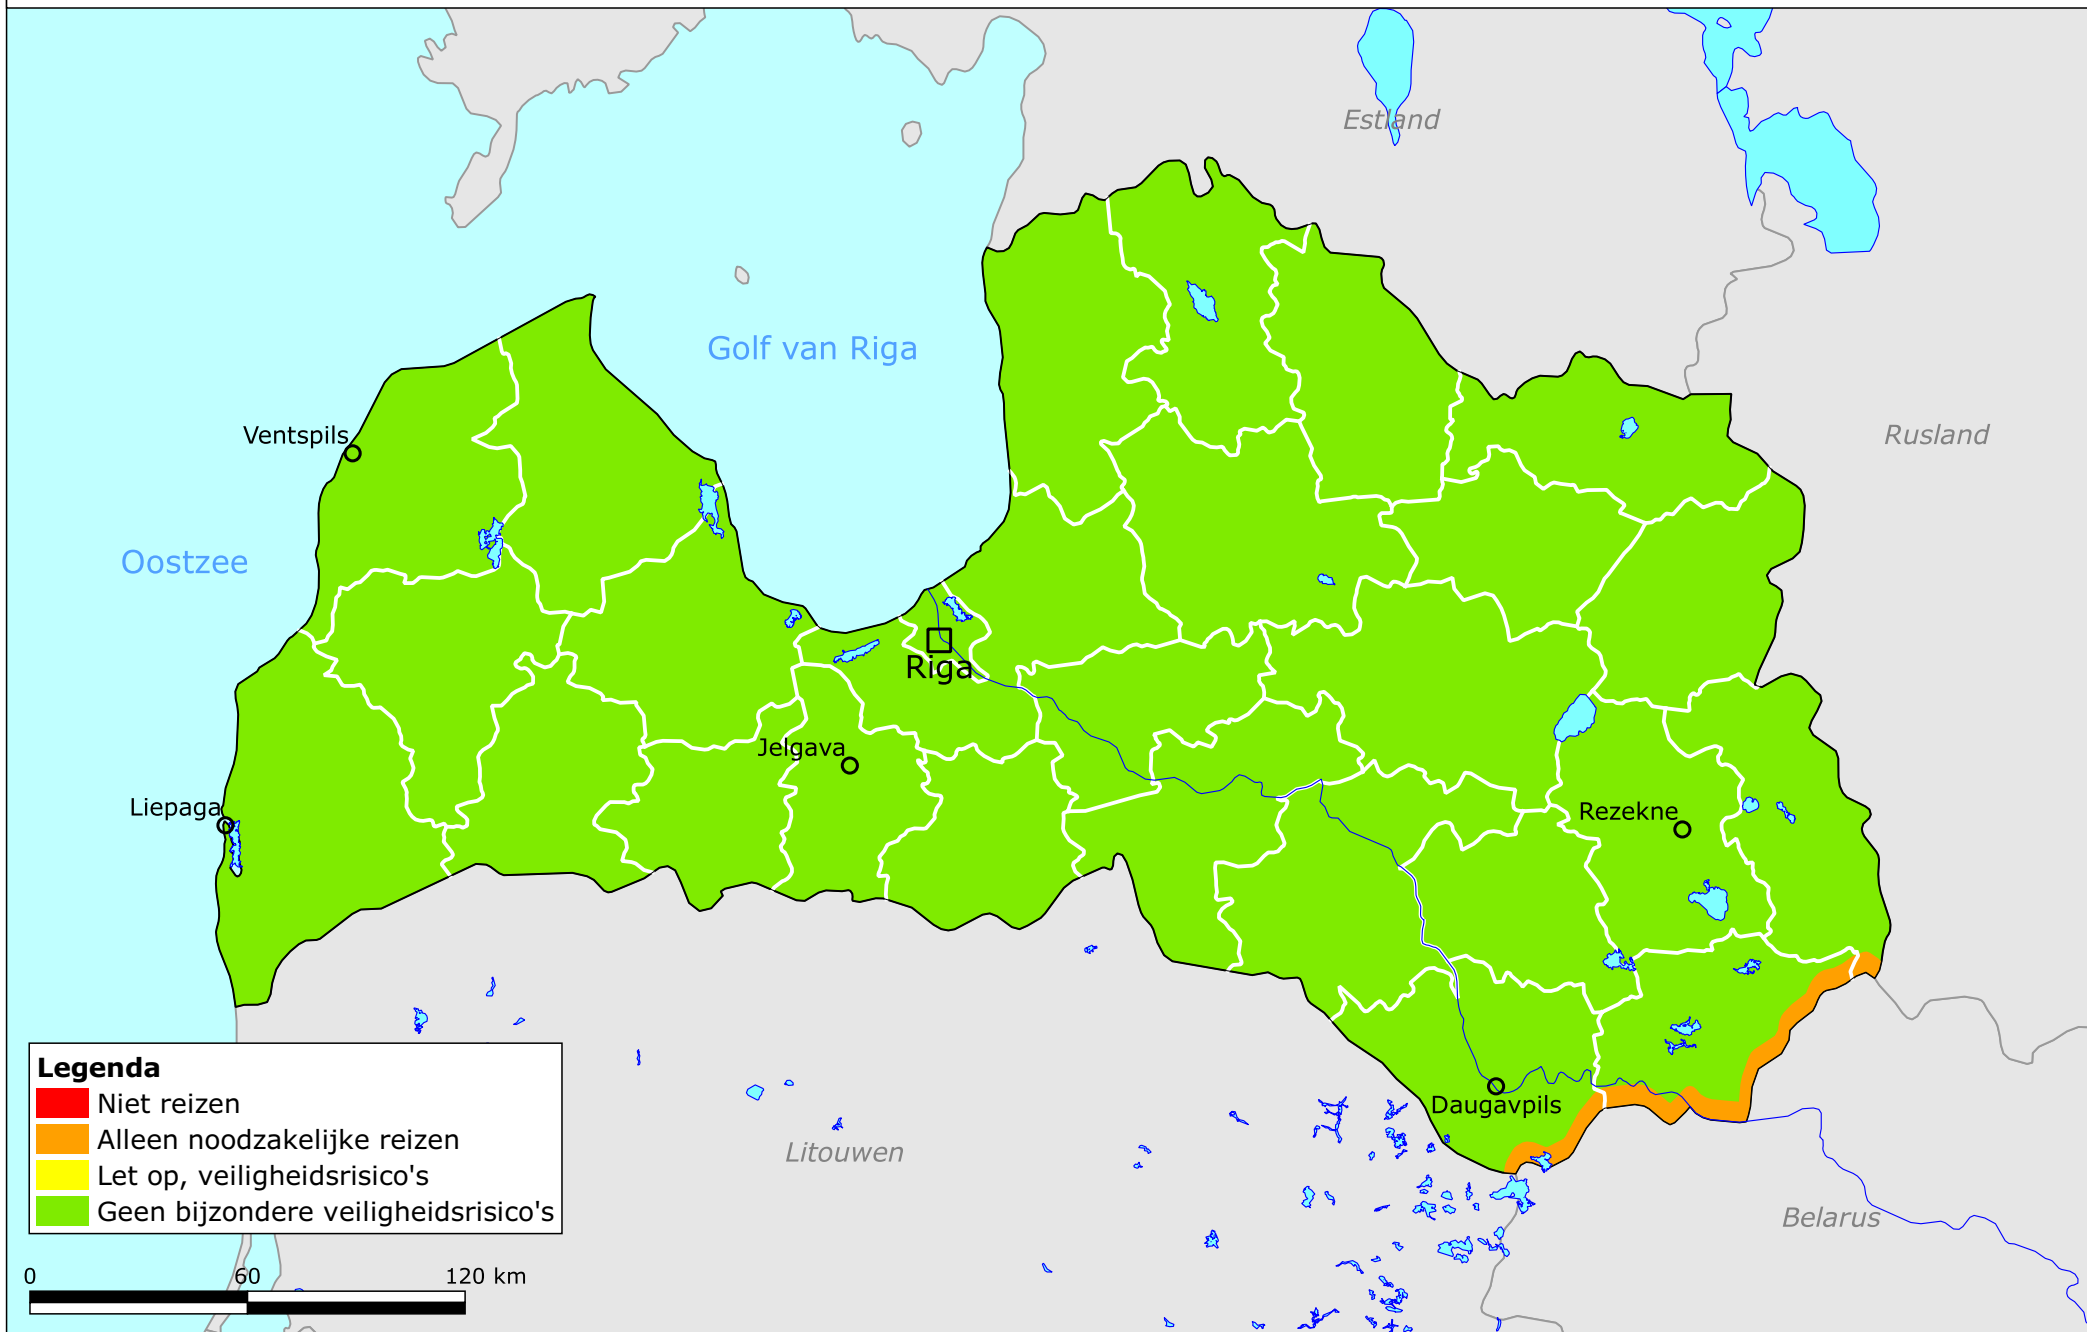 Estland
Golf van Riga
Ventspils
Rusland
Oostzee
Riga
Jelgava
Liepaga
Rezekne
Daugavpils
Litouwen
Belarus
Legenda
Niet reizen
Alleen noodzakelijke reizen
Let op, veiligheidsrisico's
Geen bijzondere veiligheidsrisico's
0 60 120 km